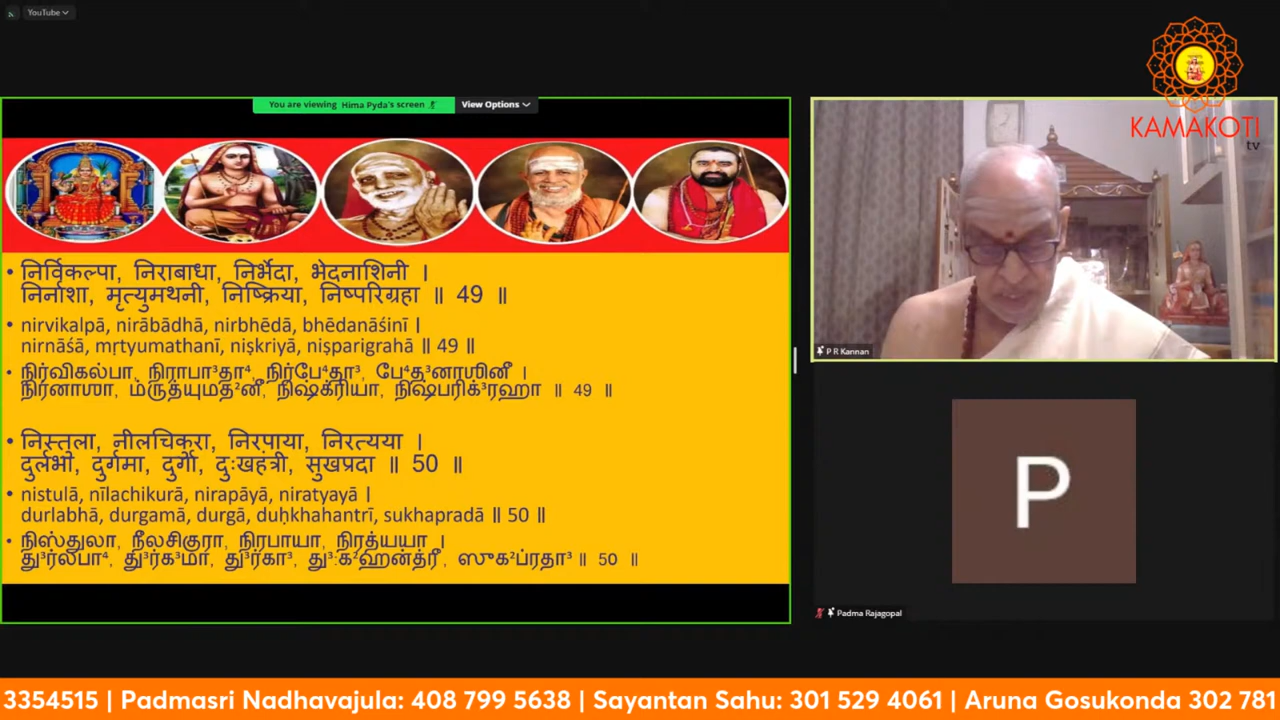 YouTube
KAMAKOTI
tv
You are viewing Hima Pyda's screen
View Options
• निर्विकल्पा, निराबाधा, निर्भेदा, भेदनाशिनी ।
निर्नाशा, मृत्युमथनी, निष्क्रिया, निष्परिग्रहा ॥ 49 ॥
• nirvikalpā, nirābādhā, nirbhēdā, bhēdanāśinī |
nirnāśā, mṛtyumathanī, niṣkriyā, niṣparigrahā ॥ 49 ॥
• நிர்விகல்பா, நிராபா³தா⁴, நிர்பே⁴தா³, பே⁴த³னாஶினீ ।
நிர்னாஶா, ம்ருத்யுமத²னீ, நிஷ்க்ரியா, நிஷ்பரிக்³ரஹா ॥ 49 ॥
• निस्तुला, नीलचिकुरा, निरपाया, निरत्यया ।
दुर्लभा, दुर्गमा, दुर्गा, दुःखहंत्री, सुखप्रदा ॥ 50 ॥
• nistulā, nīlachikurā, nirapāyā, niratyayā |
durlabhā, durgamā, durgā, duḥkhahantrī, sukhapradā ॥ 50 ॥
• நிஸ்துலா, நீலசிகுரா, நிரபாயா, நிரத்யயா ।
து³ர்லபா⁴, து³ர்க³மா, து³ர்கா³, து³:க²ஹன்த்ரீ, ஸுக²ப்ரதா³ ॥ 50 ॥
P R Kannan
P
Padma Rajagopal
3354515 | Padmasri Nadhavajula: 408 799 5638 | Sayantan Sahu: 301 529 4061 | Aruna Gosukonda 302 781